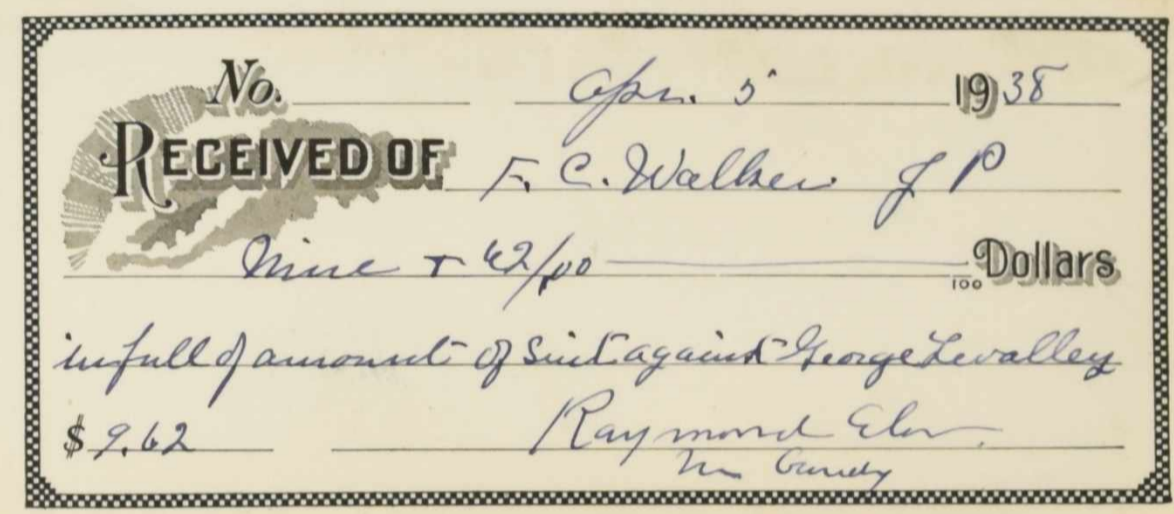 No. Apr. 5 1938
RECEIVED OF F. C. Walker J P
Nine + 62/100 100 Dollars
in full of amount of Suit against George Levalley
$ 9.62 Raymond